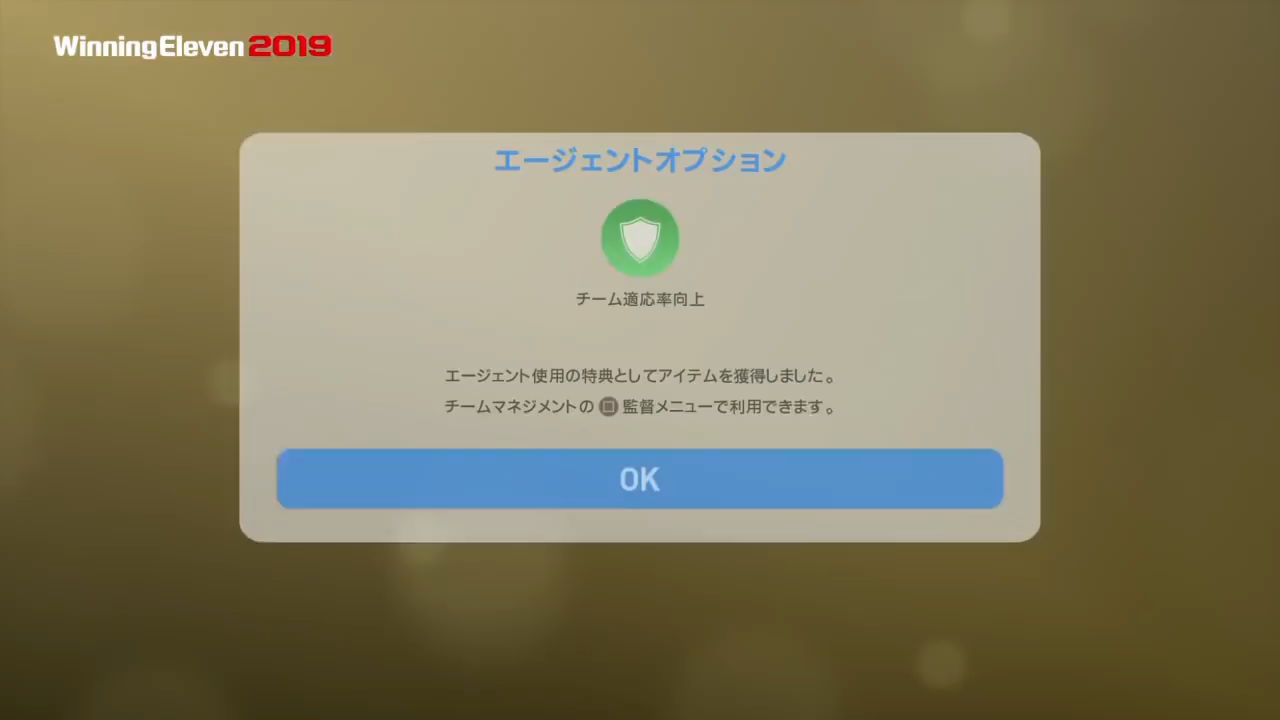 WinningEleven 2019
エージェントオプション
チーム適応率向上
エージェント使用の特典としてアイテムを獲得しました。
チームマネジメントの 監督メニューで利用できます。
OK